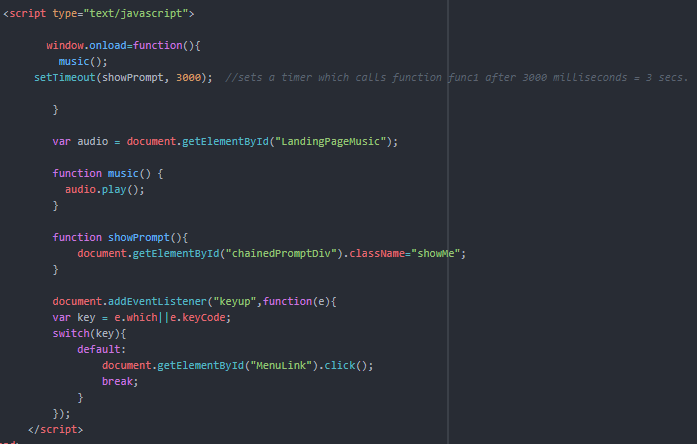 <script type="text/javascript">
window.onload=function(){
music();
setTimeout(showPrompt, 3000);  //sets a timer which calls function func1 after 3000 milliseconds = 3 secs.
}
var audio = document.getElementById("LandingPageMusic");
function music() {
audio.play();
}
function showPrompt(){
document.getElementById("chainedPromptDiv").className="showMe";
}
document.addEventListener("keyup",function(e){
var key = e.which||e.keyCode;
switch(key){
default:
document.getElementById("MenuLink").click();
break;
}
});
</script>